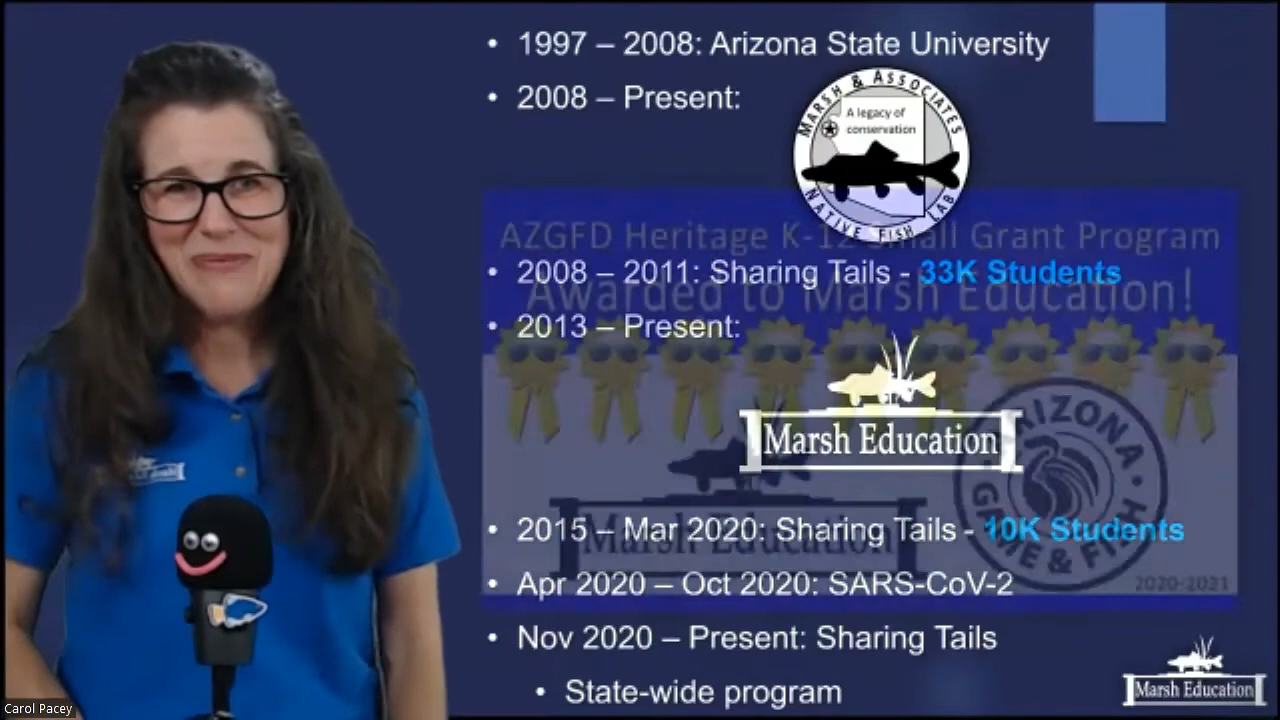 1997 – 2008: Arizona State University
2008 – Present:
MARSH & ASSOCIATES
A legacy of
conservation
NATIVE FISH LAB
AZGFD Heritage K-12 Small Grant Program
2008 – 2011: Sharing Tails - 33K Students
Awarded to Marsh Education!
2013 – Present:
Marsh Education
ARIZONA
GAME & FISH
Marsh Education
2015 – Mar 2020: Sharing Tails - 10K Students
Apr 2020 – Oct 2020: SARS-CoV-2
2020-2021
Nov 2020 – Present: Sharing Tails
State-wide program
Marsh Education
Carol Pacey